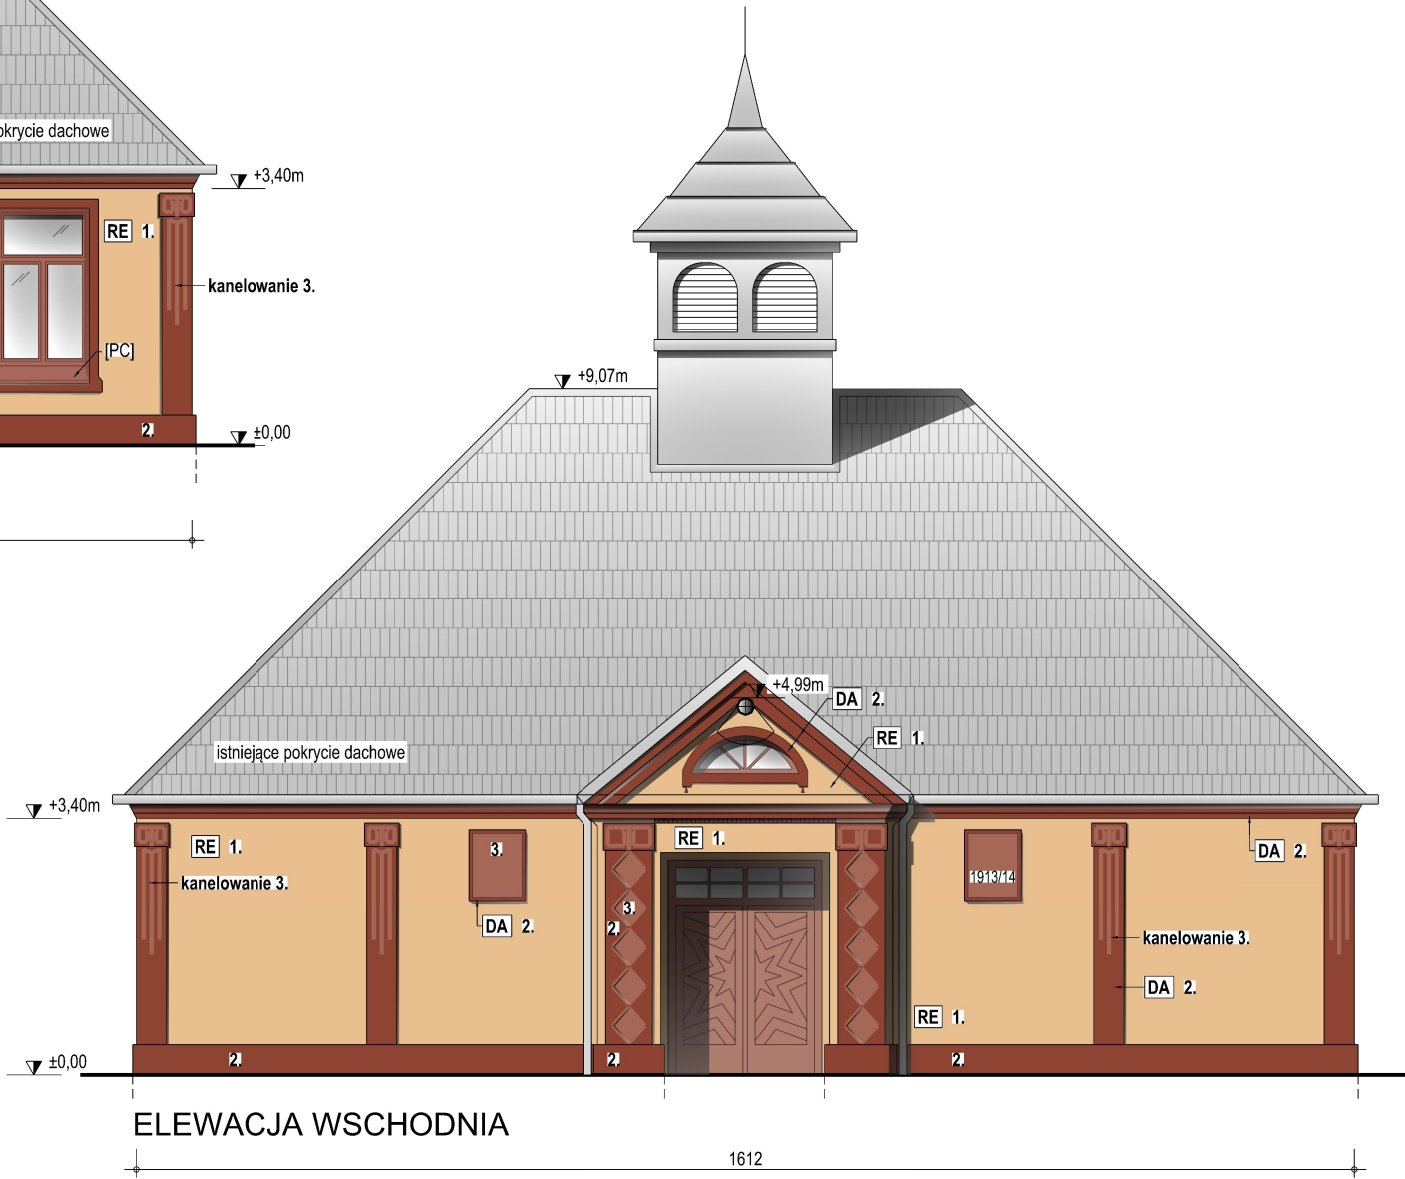 okrycie dachowe
+3,40m
RE 1.
kanelowanie 3.
[PC]
2.
±0,00
+9,07m
+4,99m
DA 2.
RE 1.
istniejące pokrycie dachowe
+3,40m
RE 1.
3.
RE 1.
1913/14
DA 2.
kanelowanie 3.
DA 2.
3.
2.
kanelowanie 3.
DA 2.
RE 1.
±0,00
2.
2.
2.
ELEWACJA WSCHODNIA
1612